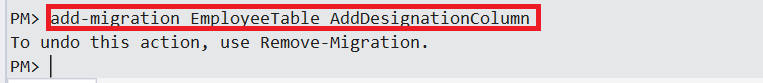 PM> add-migration EmployeeTable AddDesignationColumn
To undo this action, use Remove-Migration.
PM>